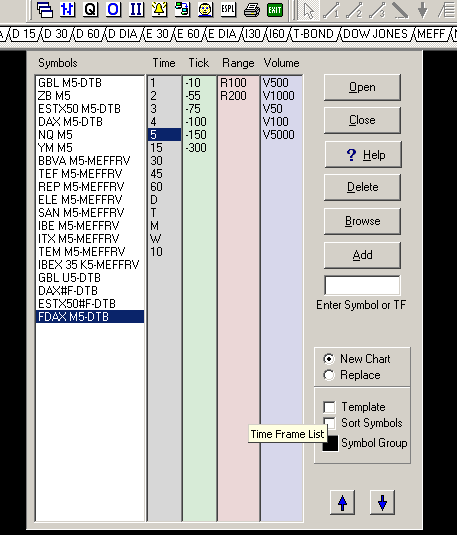 Q O II ESPL EXIT
D 15 /30 /D 60 /D DIA /E 30 /E 60 /E DIA /I30 /I60 /T-BOND /DOW JONES /MEFF /
Symbols Time Tick Range Volume
GBL M5-DTB 1 -10 R100 V500
ZB M5 2 -55 R200 V1000
ESTX50 M5-DTB 3 -75 V50
DAX M5-DTB 4 -100 V100
NQ M5 5 -150 V5000
YM M5 15 -300
BBVA M5-MEFFRV 30
TEF M5-MEFFRV 45
REP M5-MEFFRV 60
ELE M5-MEFFRV D
SAN M5-MEFFRV T
IBE M5-MEFFRV M
ITX M5-MEFFRV W
TEM M5-MEFFRV 10
IBEX 35 K5-MEFFRV
GBL U5-DTB
DAX#F-DTB
ESTX50#F-DTB
FDAX M5-DTB
Open
Close
? Help
Delete
Browse
Add
Enter Symbol or TF
New Chart
Replace
Template
Sort Symbols
Time Frame List
Symbol Group